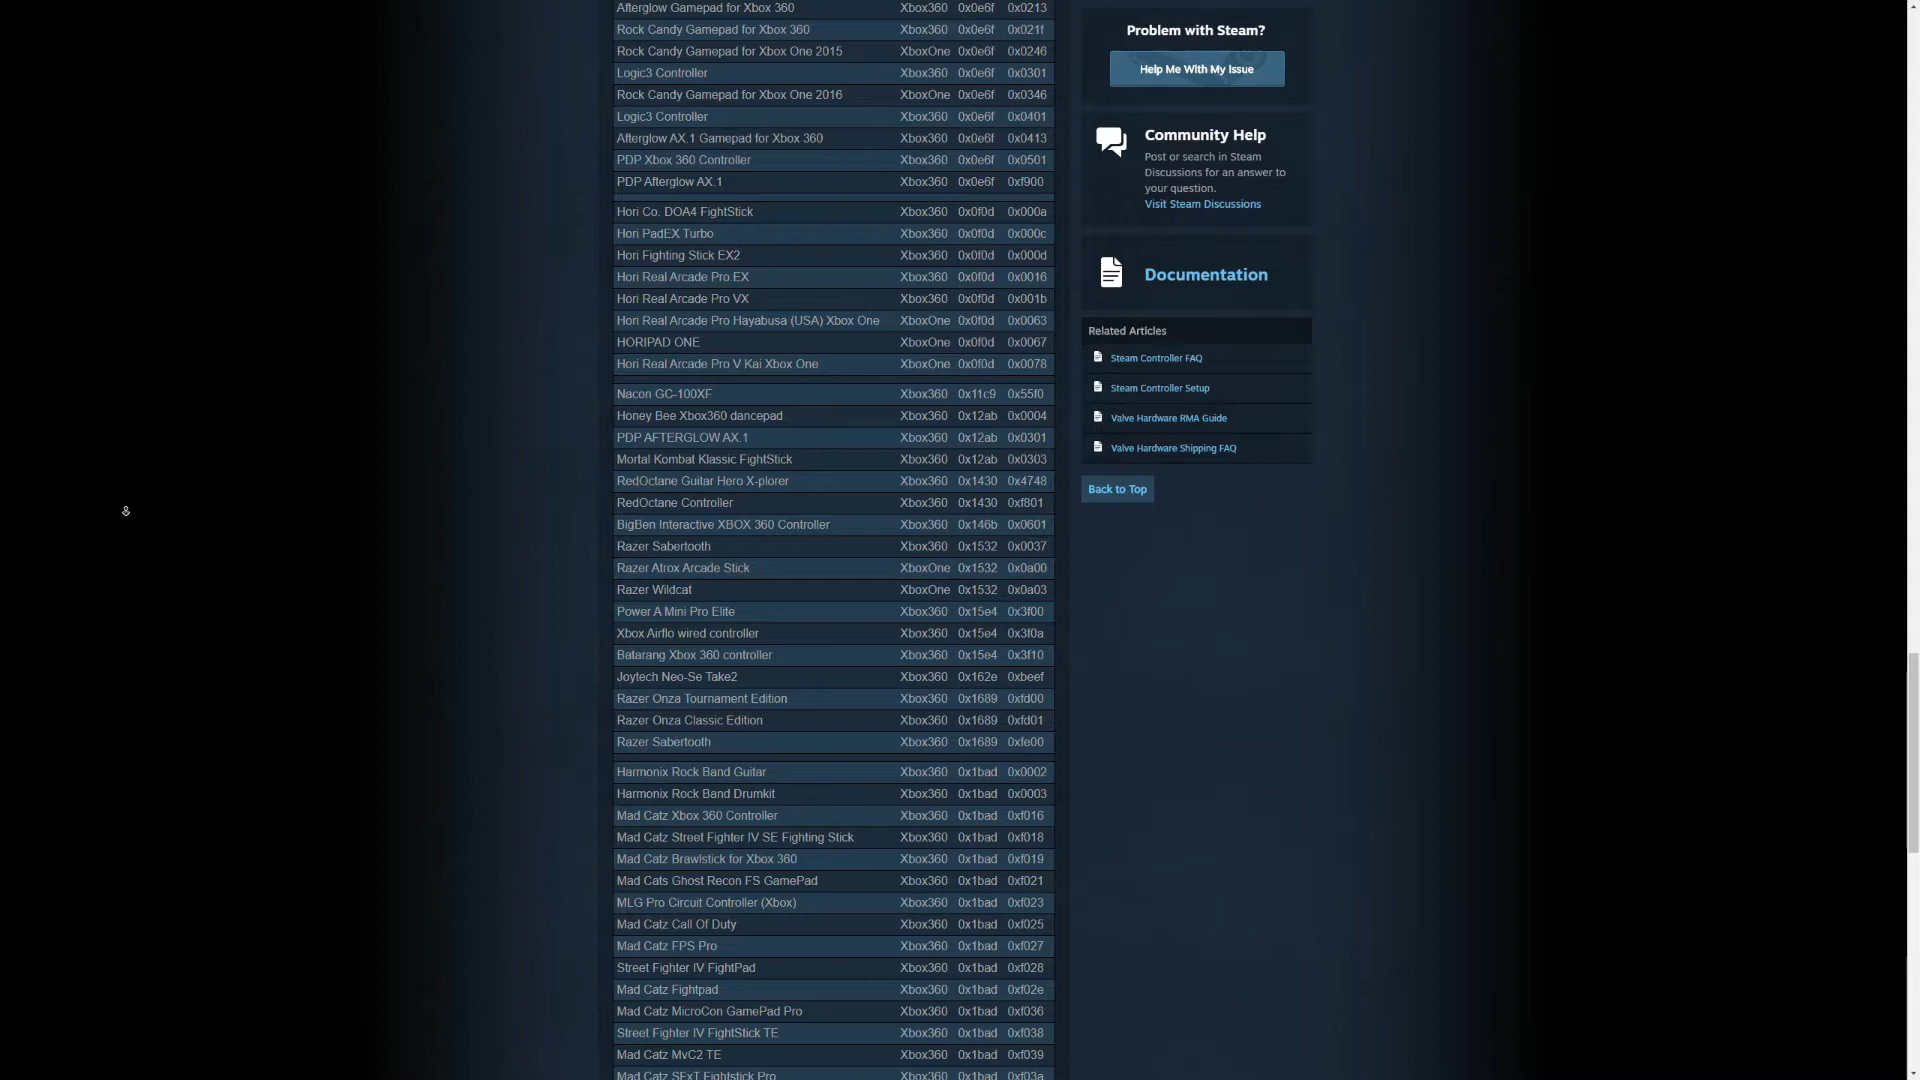 Afterglow Gamepad for Xbox 360 Xbox360 0x0e6f 0x0213
Rock Candy Gamepad for Xbox 360 Xbox360 0x0e6f 0x021f
Rock Candy Gamepad for Xbox One 2015 XboxOne 0x0e6f 0x0246
Logic3 Controller Xbox360 0x0e6f 0x0301
Rock Candy Gamepad for Xbox One 2016 XboxOne 0x0e6f 0x0346
Logic3 Controller Xbox360 0x0e6f 0x0401
Afterglow AX.1 Gamepad for Xbox 360 Xbox360 0x0e6f 0x0413
PDP Xbox 360 Controller Xbox360 0x0e6f 0x0501
PDP Afterglow AX.1 Xbox360 0x0e6f 0xf900
Hori Co. DOA4 FightStick Xbox360 0x0f0d 0x000a
Hori PadEX Turbo Xbox360 0x0f0d 0x000c
Hori Fighting Stick EX2 Xbox360 0x0f0d 0x000d
Hori Real Arcade Pro.EX Xbox360 0x0f0d 0x0016
Hori Real Arcade Pro VX Xbox360 0x0f0d 0x001b
Hori Real Arcade Pro Hayabusa (USA) Xbox One XboxOne 0x0f0d 0x0063
HORIPAD ONE XboxOne 0x0f0d 0x0067
Hori Real Arcade Pro V Kai Xbox One XboxOne 0x0f0d 0x0078
Nacon GC-100XF Xbox360 0x11c9 0x55f0
Honey Bee Xbox360 dancepad Xbox360 0x12ab 0x0004
PDP AFTERGLOW AX.1 Xbox360 0x12ab 0x0301
Mortal Kombat Klassic FightStick Xbox360 0x12ab 0x0303
RedOctane Guitar Hero X-plorer Xbox360 0x1430 0x4748
RedOctane Controller Xbox360 0x1430 0xf801
BigBen Interactive XBOX 360 Controller Xbox360 0x146b 0x0601
Razer Sabertooth Xbox360 0x1532 0x0037
Razer Atrox Arcade Stick XboxOne 0x1532 0x0a00
Razer Wildcat XboxOne 0x1532 0x0a03
Power A Mini Pro Elite Xbox360 0x15e4 0x3f00
Xbox Airflo wired controller Xbox360 0x15e4 0x3f0a
Batarang Xbox 360 controller Xbox360 0x15e4 0x3f10
Joytech Neo-Se Take2 Xbox360 0x162e 0xbeef
Razer Onza Tournament Edition Xbox360 0x1689 0xfd00
Razer Onza Classic Edition Xbox360 0x1689 0xfd01
Razer Sabertooth Xbox360 0x1689 0xfe00
Harmonix Rock Band Guitar Xbox360 0x1bad 0x0002
Harmonix Rock Band Drumkit Xbox360 0x1bad 0x0003
Mad Catz Xbox 360 Controller Xbox360 0x1bad 0xf016
Mad Catz Street Fighter IV SE Fighting Stick Xbox360 0x1bad 0xf018
Mad Catz Brawlstick for Xbox 360 Xbox360 0x1bad 0xf019
Mad Cats Ghost Recon FS GamePad Xbox360 0x1bad 0xf021
MLG Pro Circuit Controller (Xbox) Xbox360 0x1bad 0xf023
Mad Catz Call Of Duty Xbox360 0x1bad 0xf025
Mad Catz FPS Pro Xbox360 0x1bad 0xf027
Street Fighter IV FightPad Xbox360 0x1bad 0xf028
Mad Catz Fightpad Xbox360 0x1bad 0xf02e
Mad Catz MicroCon GamePad Pro Xbox360 0x1bad 0xf036
Street Fighter IV FightStick TE Xbox360 0x1bad 0xf038
Mad Catz MvC2 TE Xbox360 0x1bad 0xf039
Mad Catz SFxT Fightstick Pro Xbox360 0x1bad 0xf03a
Problem with Steam?
Help Me With My Issue
Community Help
Post or search in Steam
Discussions for an answer to
your question.
Visit Steam Discussions
Documentation
Related Articles
Steam Controller FAQ
Steam Controller Setup
Valve Hardware RMA Guide
Valve Hardware Shipping FAQ
Back to Top